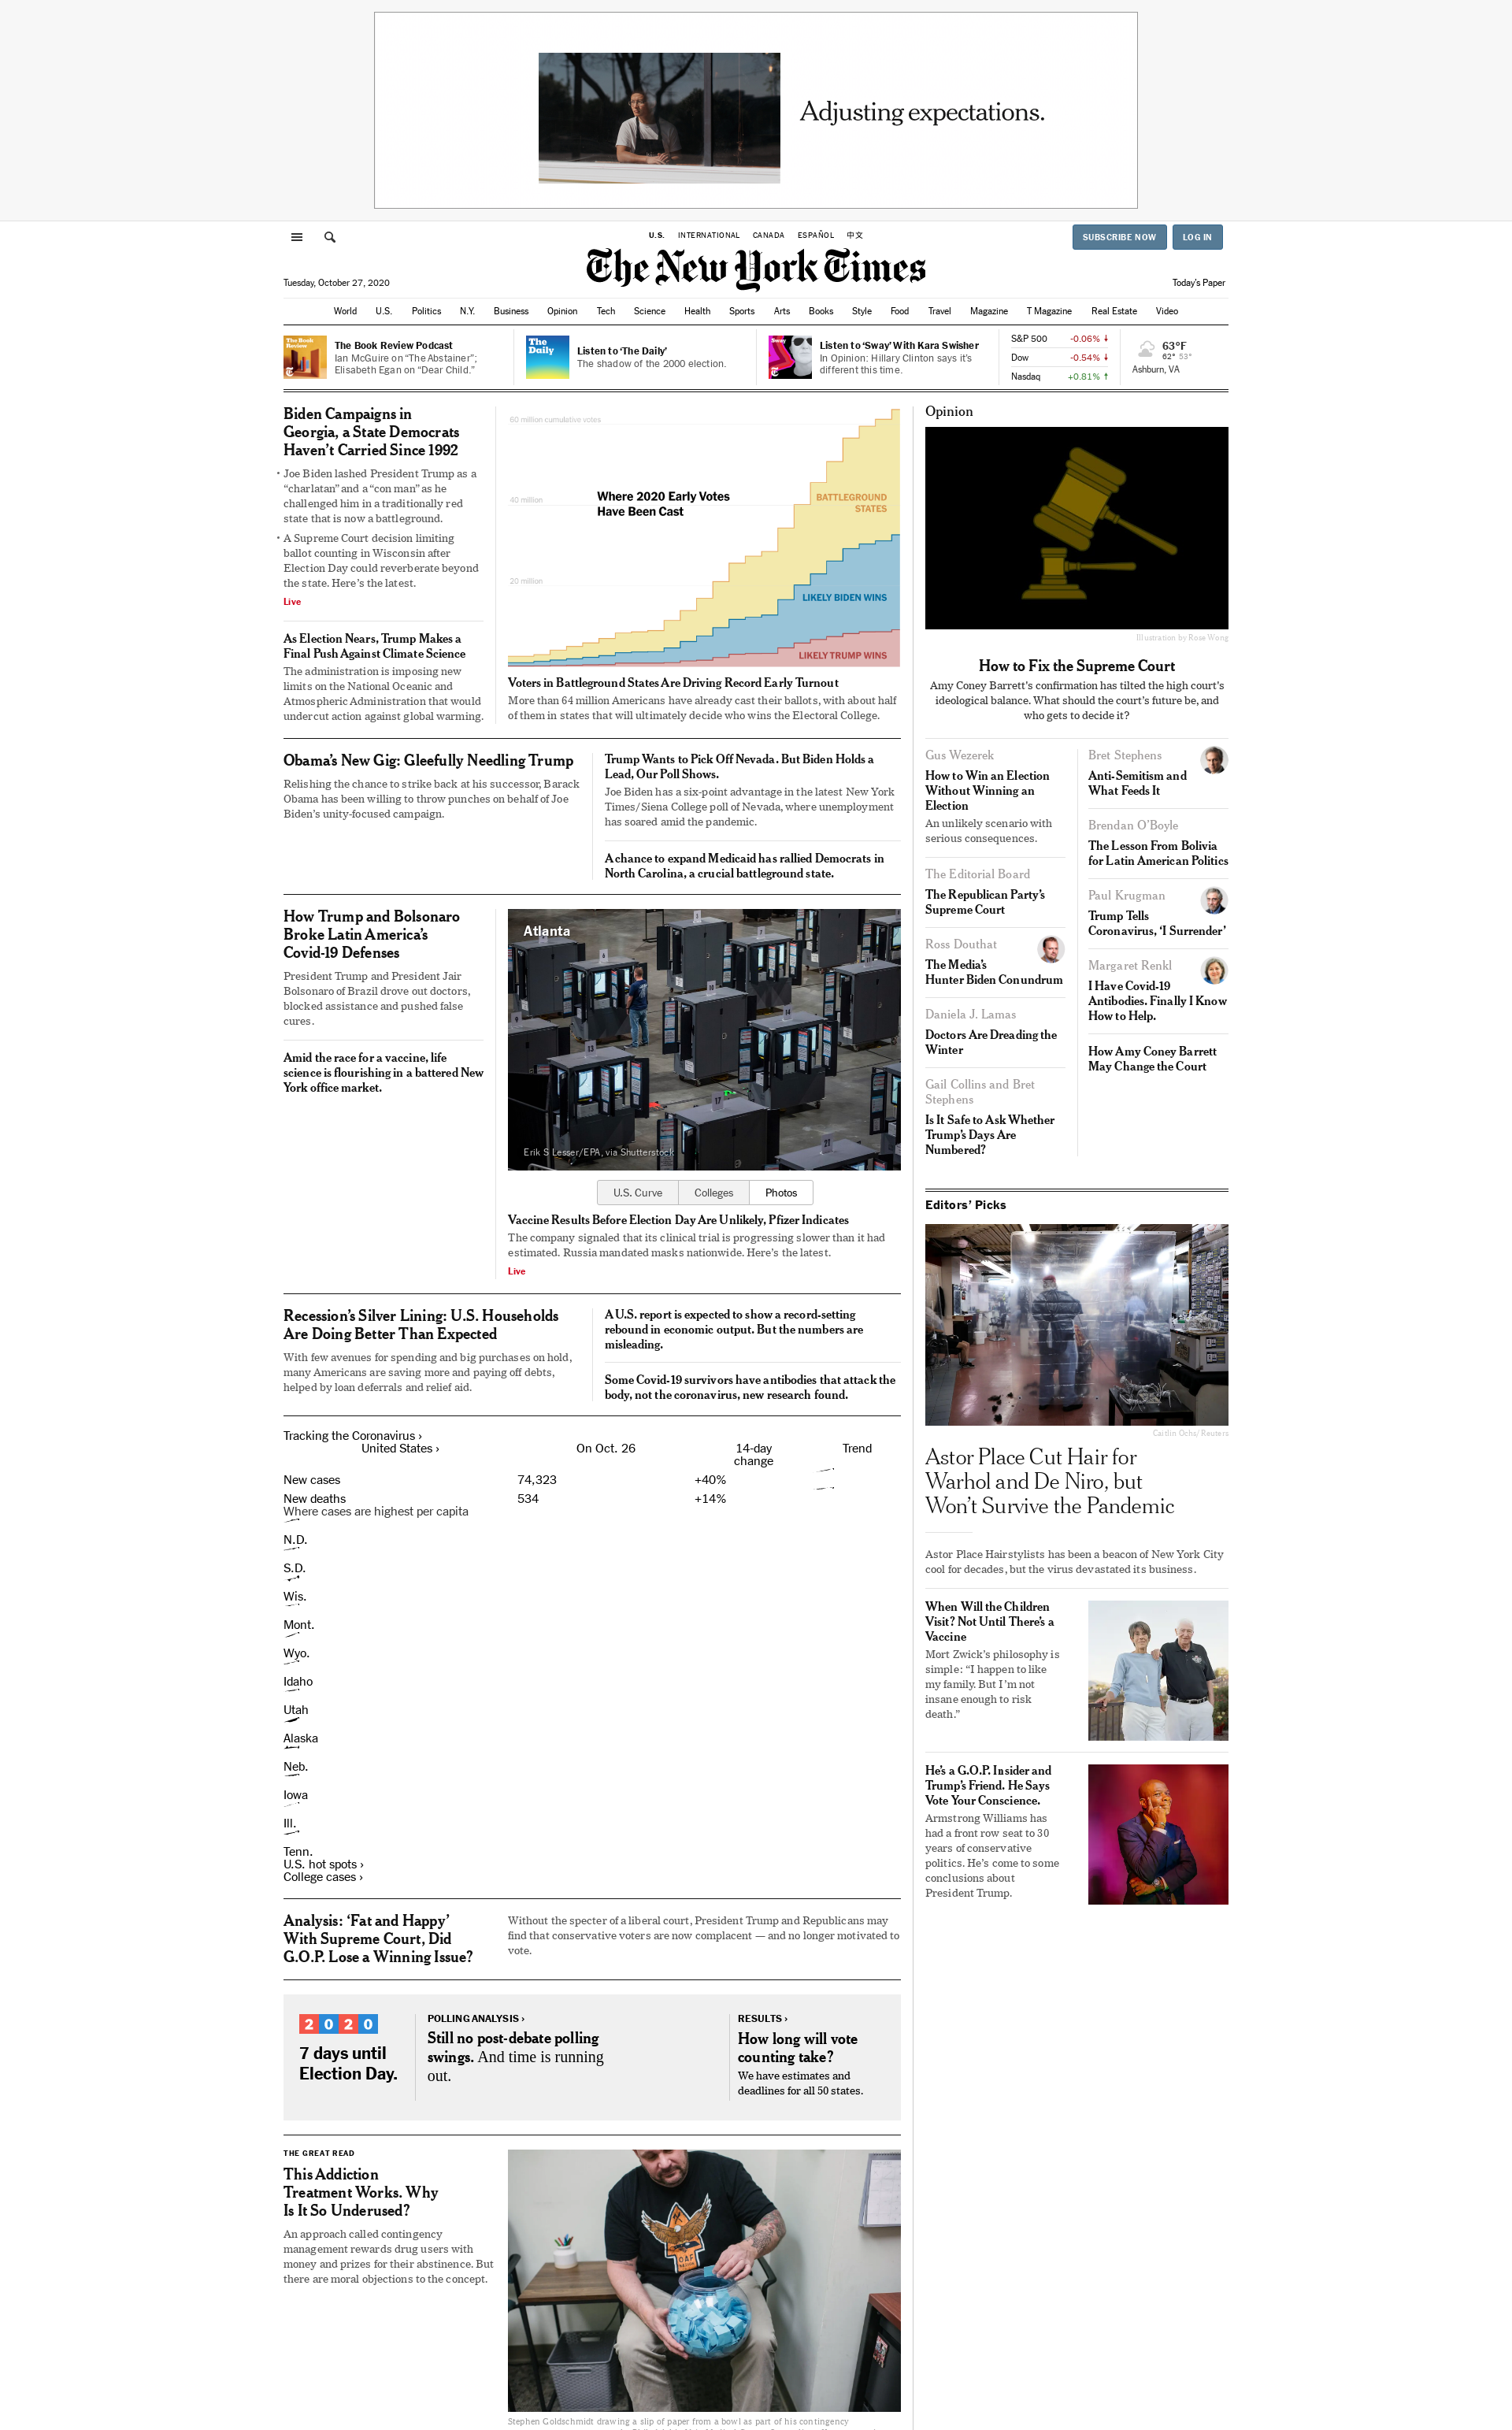 Adjusting expectations.
U.S. INTERNATIONAL CANADA ESPAÑOL 中文
SUBSCRIBE NOW LOG IN
The New York Times
Tuesday, October 27, 2020
Today's Paper
World U.S. Politics N.Y. Business Opinion Tech Science Health Sports Arts Books Style Food Travel Magazine T Magazine Real Estate Video
The Book Review
The Book Review Podcast
Ian McGuire on “The Abstainer”;
Elisabeth Egan on “Dear Child.”
The Daily
Listen to ‘The Daily’
The shadow of the 2000 election.
Listen to ‘Sway’ With Kara Swisher
In Opinion: Hillary Clinton says it's
different this time.
S&P 500 -0.06%
Dow -0.54%
Nasdaq +0.81%
63°F
62° 53°
Ashburn, VA
Biden Campaigns in
Georgia, a State Democrats
Haven’t Carried Since 1992
Joe Biden lashed President Trump as a
“charlatan” and a “con man” as he
challenged him in a traditionally red
state that is now a battleground.
A Supreme Court decision limiting
ballot counting in Wisconsin after
Election Day could reverberate beyond
the state. Here’s the latest.
Live
As Election Nears, Trump Makes a
Final Push Against Climate Science
The administration is imposing new
limits on the National Oceanic and
Atmospheric Administration that would
undercut action against global warming.
60 million cumulative votes
40 million
20 million
Where 2020 Early Votes
Have Been Cast
BATTLEGROUND
STATES
LIKELY BIDEN WINS
LIKELY TRUMP WINS
Voters in Battleground States Are Driving Record Early Turnout
More than 64 million Americans have already cast their ballots, with about half
of them in states that will ultimately decide who wins the Electoral College.
Obama’s New Gig: Gleefully Needling Trump
Relishing the chance to strike back at his successor, Barack
Obama has been willing to throw punches on behalf of Joe
Biden’s unity-focused campaign.
Trump Wants to Pick Off Nevada. But Biden Holds a
Lead, Our Poll Shows.
Joe Biden has a six-point advantage in the latest New York
Times/Siena College poll of Nevada, where unemployment
has soared amid the pandemic.
A chance to expand Medicaid has rallied Democrats in
North Carolina, a crucial battleground state.
How Trump and Bolsonaro
Broke Latin America’s
Covid-19 Defenses
President Trump and President Jair
Bolsonaro of Brazil drove out doctors,
blocked assistance and pushed false
cures.
Amid the race for a vaccine, life
science is flourishing in a battered New
York office market.
Atlanta
17
Erik S Lesser/EPA, via Shutterstock
U.S. Curve Colleges Photos
Vaccine Results Before Election Day Are Unlikely, Pfizer Indicates
The company signaled that its clinical trial is progressing slower than it had
estimated. Russia mandated masks nationwide. Here’s the latest.
Live
Recession’s Silver Lining: U.S. Households
Are Doing Better Than Expected
With few avenues for spending and big purchases on hold,
many Americans are saving more and paying off debts,
helped by loan deferrals and relief aid.
A U.S. report is expected to show a record-setting
rebound in economic output. But the numbers are
misleading.
Some Covid-19 survivors have antibodies that attack the
body, not the coronavirus, new research found.
Tracking the Coronavirus ›
United States › On Oct. 26 14-day
change Trend
New cases 74,323 +40%
New deaths 534 +14%
Where cases are highest per capita
N.D.
S.D.
Wis.
Mont.
Wyo.
Idaho
Utah
Alaska
Neb.
Iowa
Ill.
Tenn.
U.S. hot spots ›
College cases ›
Analysis: ‘Fat and Happy’
With Supreme Court, Did
G.O.P. Lose a Winning Issue?
Without the specter of a liberal court, President Trump and Republicans may
find that conservative voters are now complacent — and no longer motivated to
vote.
2020
7 days until
Election Day.
POLLING ANALYSIS ›
Still no post-debate polling
swings. And time is running
out.
RESULTS ›
How long will vote
counting take?
We have estimates and
deadlines for all 50 states.
THE GREAT READ
This Addiction
Treatment Works. Why
Is It So Underused?
An approach called contingency
management rewards drug users with
money and prizes for their abstinence. But
there are moral objections to the concept.
Stephen Goldschmidt drawing a slip of paper from a bowl as part of his contingency
Opinion
Illustration by Rose Wong
How to Fix the Supreme Court
Amy Coney Barrett’s confirmation has tilted the high court’s
ideological balance. What should the court’s future be, and
who gets to decide it?
Gus Wezerek
How to Win an Election
Without Winning an
Election
An unlikely scenario with
serious consequences.
The Editorial Board
The Republican Party’s
Supreme Court
Ross Douthat
The Media’s
Hunter Biden Conundrum
Daniela J. Lamas
Doctors Are Dreading the
Winter
Gail Collins and Bret
Stephens
Is It Safe to Ask Whether
Trump’s Days Are
Numbered?
Bret Stephens
Anti-Semitism and
What Feeds It
Brendan O’Boyle
The Lesson From Bolivia
for Latin American Politics
Paul Krugman
Trump Tells
Coronavirus, ‘I Surrender’
Margaret Renkl
I Have Covid-19
Antibodies. Finally I Know
How to Help.
How Amy Coney Barrett
May Change the Court
Editors’ Picks
Caitlin Ochs/Reuters
Astor Place Cut Hair for
Warhol and De Niro, but
Won’t Survive the Pandemic
Astor Place Hairstylists has been a beacon of New York City
cool for decades, but the virus devastated its business.
When Will the Children
Visit? Not Until There’s a
Vaccine
Mort Zwick’s philosophy is
simple: “I happen to like
my family. But I’m not
insane enough to risk
death.”
He’s a G.O.P. Insider and
Trump’s Friend. He Says
Vote Your Conscience.
Armstrong Williams has
had a front row seat to 30
years of conservative
politics. He’s come to some
conclusions about
President Trump.